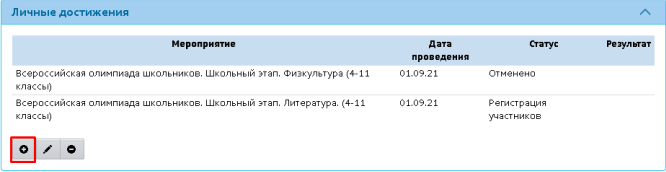 Личные достижения
Мероприятие Дата проведения Статус Результат
Всероссийская олимпиада школьников. Школьный этап. Физкультура (4-11 01.09.21 Отменено
классы)
Всероссийская олимпиада школьников. Школьный этап. Литература. (4-11 01.09.21 Регистрация
классы) участников